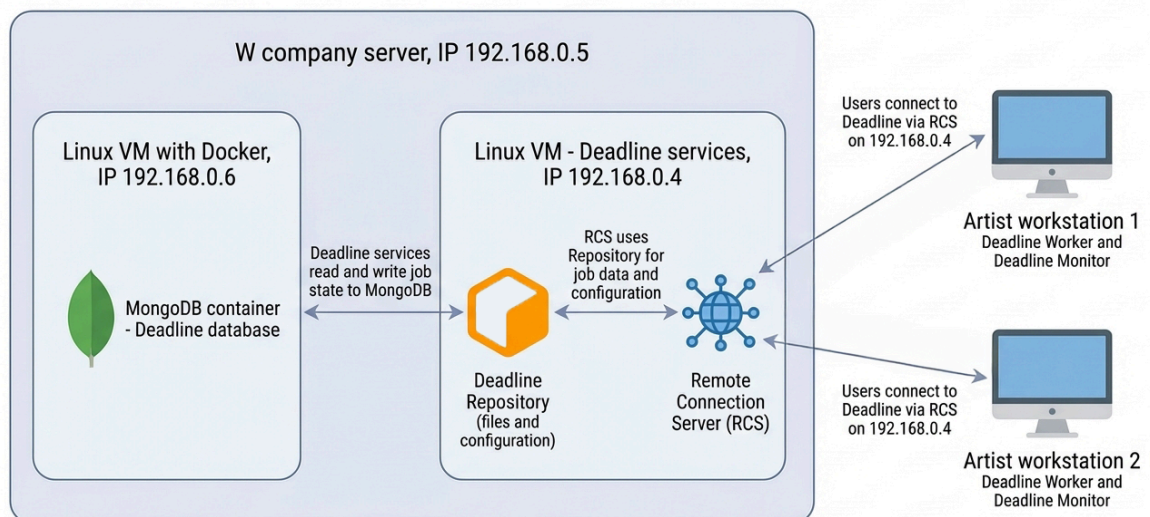 W company server, IP 192.168.0.5
Linux VM with Docker,
IP 192.168.0.6
MongoDB container
- Deadline database
Deadline services
read and write job
state to MongoDB
Linux VM - Deadline services,
IP 192.168.0.4
RCS uses
Repository for
job data and
configuration
Deadline
Repository
(files and
configuration)
Remote
Connection
Server (RCS)
Users connect to
Deadline via RCS
on 192.168.0.4
Artist workstation 1
Deadline Worker and
Deadline Monitor
Users connect to
Deadline via RCS
on 192.168.0.4
Artist workstation 2
Deadline Worker and
Deadline Monitor